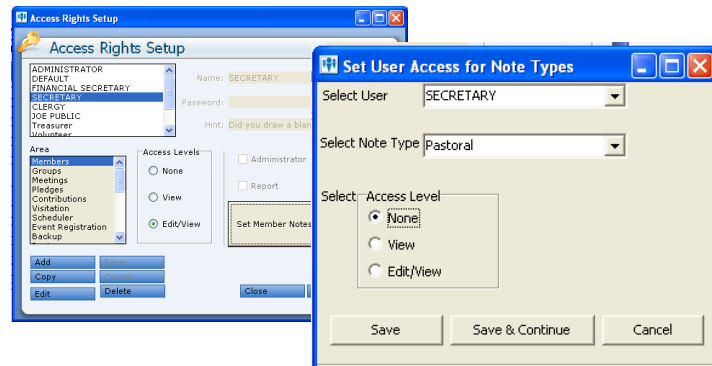 Access Rights Setup
Access Rights Setup
ADMINISTRATOR
DEFAULT
FINANCIAL SECRETARY
SECRETARY
CLERGY
JOE PUBLIC
Treasurer
Volunteer
Name: SECRETARY
Password:
Hint: Did you draw a blan
Area
Members
Groups
Meetings
Pledges
Contributions
Visitation
Scheduler
Event Registration
Backup
Access Levels
None
View
Edit/View
Administrator
Report
Set Member Notes
Add
Save
Copy
Cancel
Edit
Delete
Close
Set User Access for Note Types
Select User SECRETARY
Select Note Type Pastoral
Select Access Level
None
View
Edit/View
Save Save & Continue Cancel